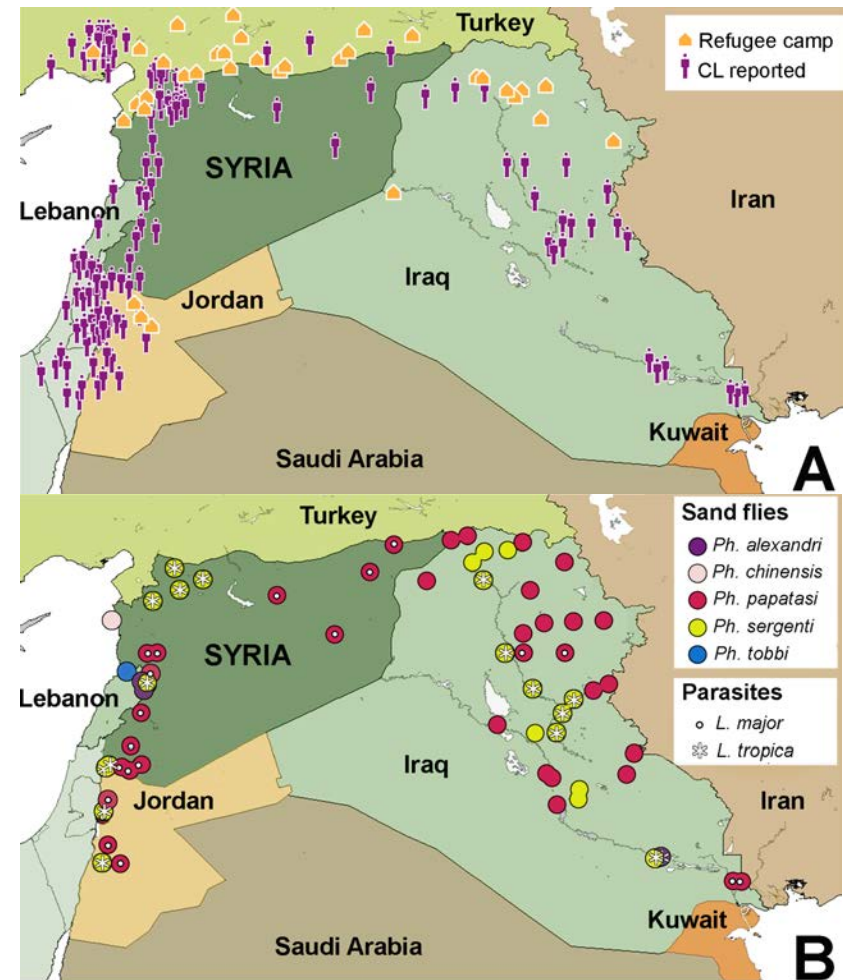 Turkey
Refugee camp
CL reported
SYRIA
Lebanon
Iran
Iraq
Jordan
Kuwait
Saudi Arabia
A
Turkey
Sand flies
Ph. alexandri
Ph. chinensis
Ph. papatasi
Ph. sergenti
Ph. tobbi
SYRIA
Parasites
L. major
L. tropica
Lebanon
Iraq
Jordan
Iran
Kuwait
Saudi Arabia
B